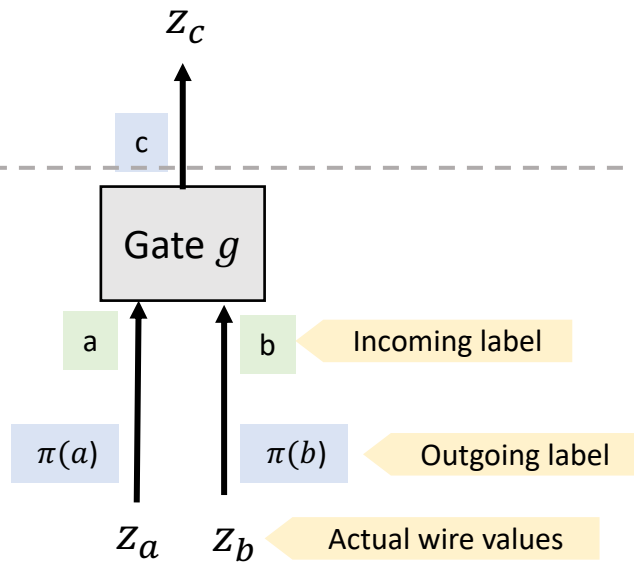 z_c
c
Gate g
a
b
Incoming label
π(a)
π(b)
Outgoing label
z_a
z_b
Actual wire values